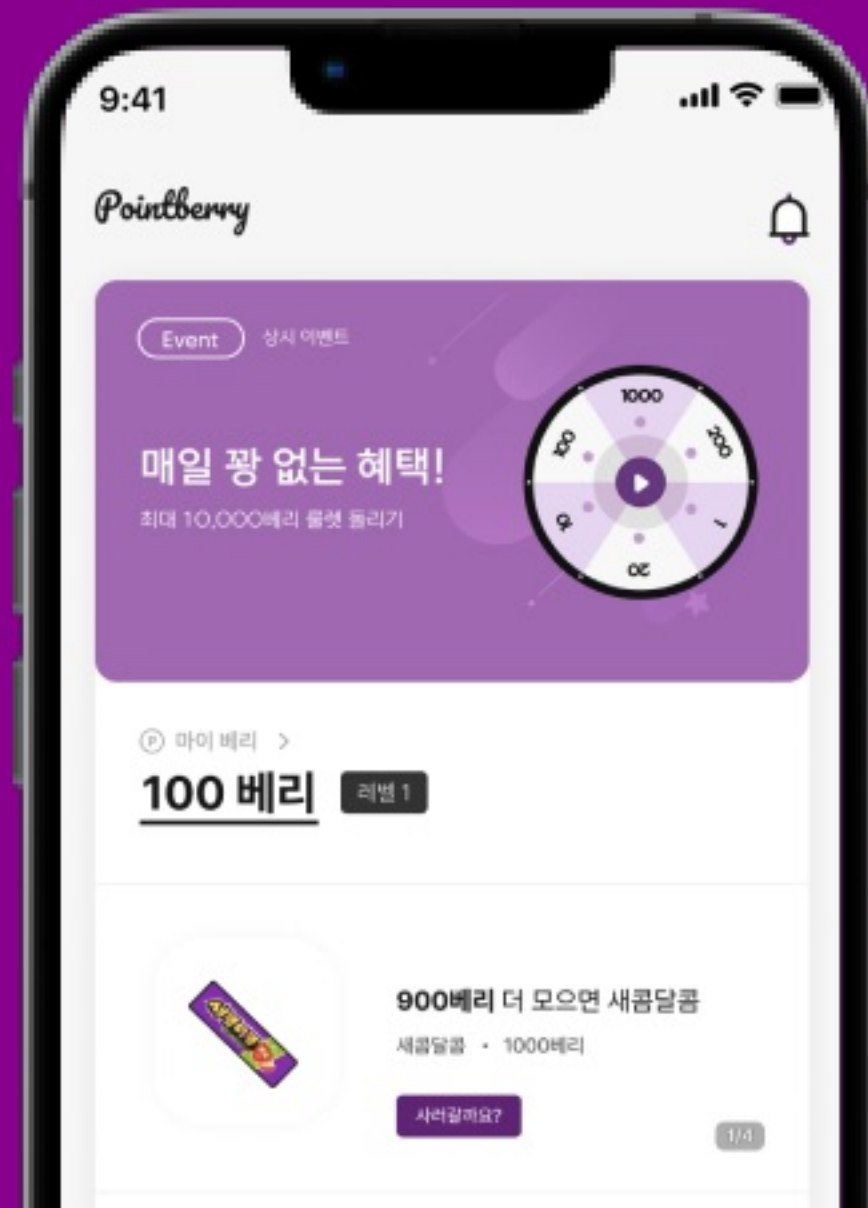 9:41
Pointberry
Event 상시 이벤트
매일 꽝 없는 혜택!
최대 10,000베리 룰렛 돌리기
1000
200
1
20
10
100
P 마이 베리 >
100 베리 레벨 1
900베리 더 모으면 새콤달콤
새콤달콤 • 1000베리
사러갈까요?
1/4